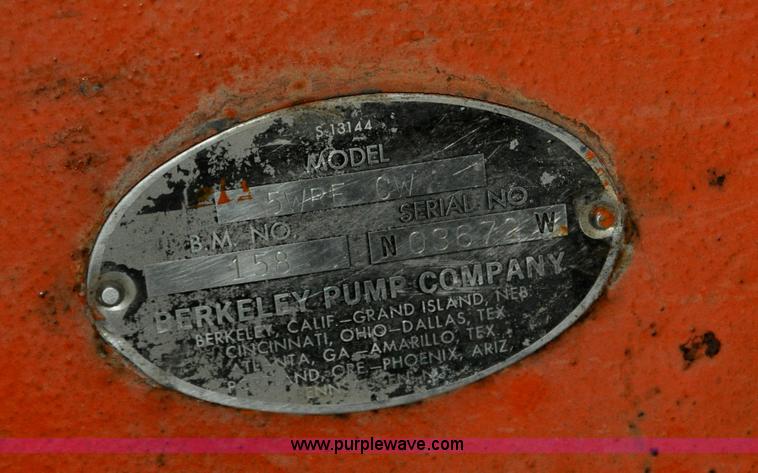 S 13144
MODEL
CW
SERIAL NO.
B.M. NO.
158
N 03672 W
BERKELEY PUMP COMPANY
BERKELEY, CALIF—GRAND ISLAND, NEB.
CINCINNATI, OHIO—DALLAS, TEX
GA—AMARILLO, TEX.
ORE—PHOENIX, ARIZ.
www.purplewave.com